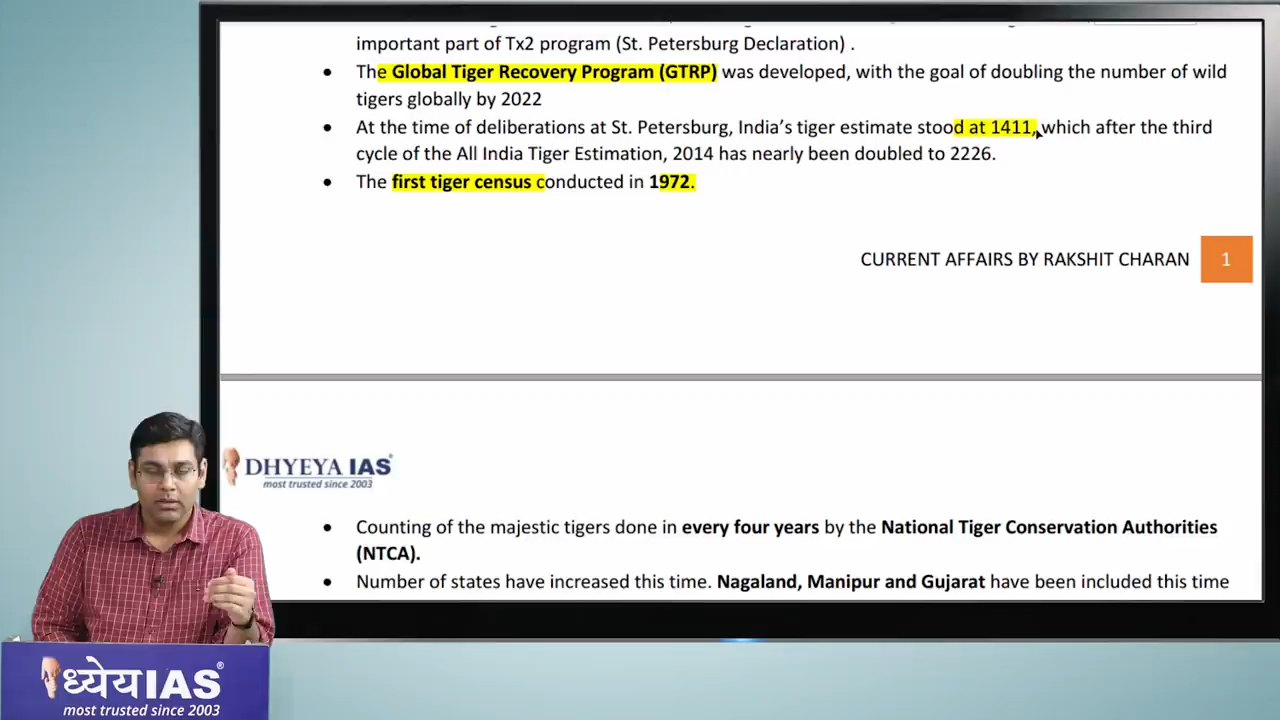 important part of Tx2 program (St. Petersburg Declaration) .
• The Global Tiger Recovery Program (GTRP) was developed, with the goal of doubling the number of wild
tigers globally by 2022
• At the time of deliberations at St. Petersburg, India's tiger estimate stood at 1411, which after the third
cycle of the All India Tiger Estimation, 2014 has nearly been doubled to 2226.
• The first tiger census conducted in 1972.
CURRENT AFFAIRS BY RAKSHIT CHARAN 1
DHYEYA IAS®
most trusted since 2003
• Counting of the majestic tigers done in every four years by the National Tiger Conservation Authorities
(NTCA).
• Number of states have increased this time. Nagaland, Manipur and Gujarat have been included this time
ध्येय IAS®
most trusted since 2003